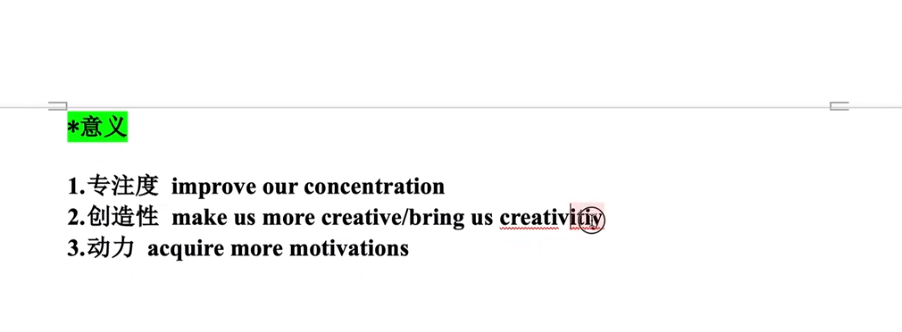 *意义
1.专注度 improve our concentration
2.创造性 make us more creative/bring us creativitiy
3.动力 acquire more motivations